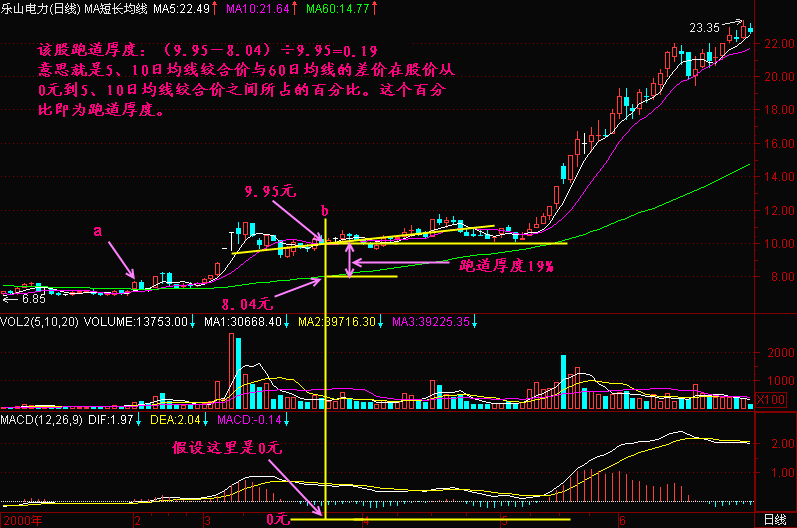 乐山电力(日线) MA短长均线 MA5:22.49↑ MA10:21.64↑ MA60:14.77↑
23.35
22.00
该股跑道厚度：（9.95－8.04）÷9.95=0.19
意思就是5、10日均线绞合价与60日均线的差价在股价从
0元到5、10日均线绞合价之间所占的百分比。这个百分
比即为跑道厚度。
20.00
18.00
16.00
14.00
12.00
9.95元
b
a
10.00
跑道厚度19%
8.00
6.85
8.04元
VOL2(5,10,20) VOLUME:13753.00↓ MA1:30668.40↓ MA2:39716.30↓ MA3:39225.35↓
2000
1000
X100
MACD(12,26,9) DIF:1.97↓ DEA:2.04↓ MACD:-0.14↓
2.00
假设这里是0元
1.00
0元
2000年 2 3 4 5 6 日线